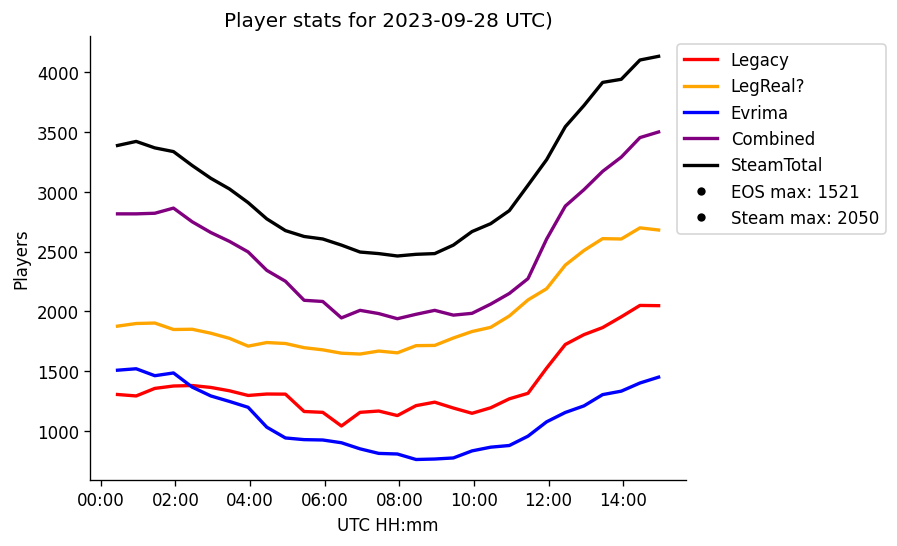 Player stats for 2023-09-28 UTC)
4000
3500
3000
2500
2000
1500
1000
Players
00:00 02:00 04:00 06:00 08:00 10:00 12:00 14:00
UTC HH:mm
Legacy
LegReal?
Evrima
Combined
SteamTotal
EOS max: 1521
Steam max: 2050